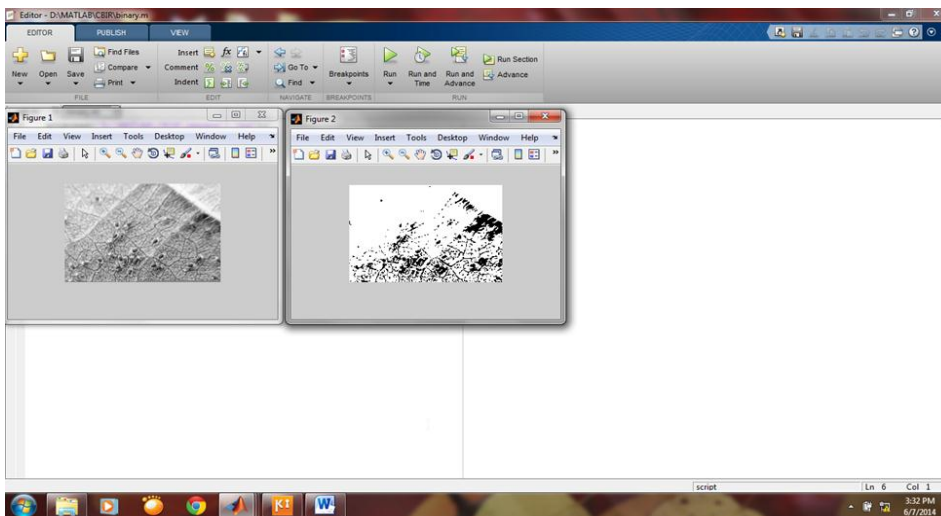 Editor - D:\MATLAB\CBIR\binary.m
EDITOR PUBLISH VIEW
Find Files Insert fx
New Open Save Compare Comment Go To Breakpoints Run Run and Time Run and Advance Run Section
Print Indent Find Advance
FILE EDIT NAVIGATE BREAKPOINTS RUN
Figure 1
File Edit View Insert Tools Desktop Window Help
Figure 2
File Edit View Insert Tools Desktop Window Help
script Ln 6 Col 1
3:32 PM
6/7/2014